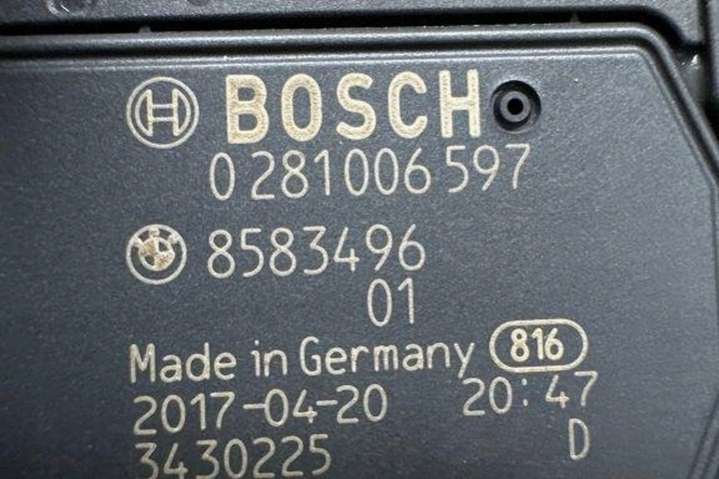 BOSCH
0 281 006 597
8583496
01
Made in Germany 816
2017-04-20 20:47
3430225 D